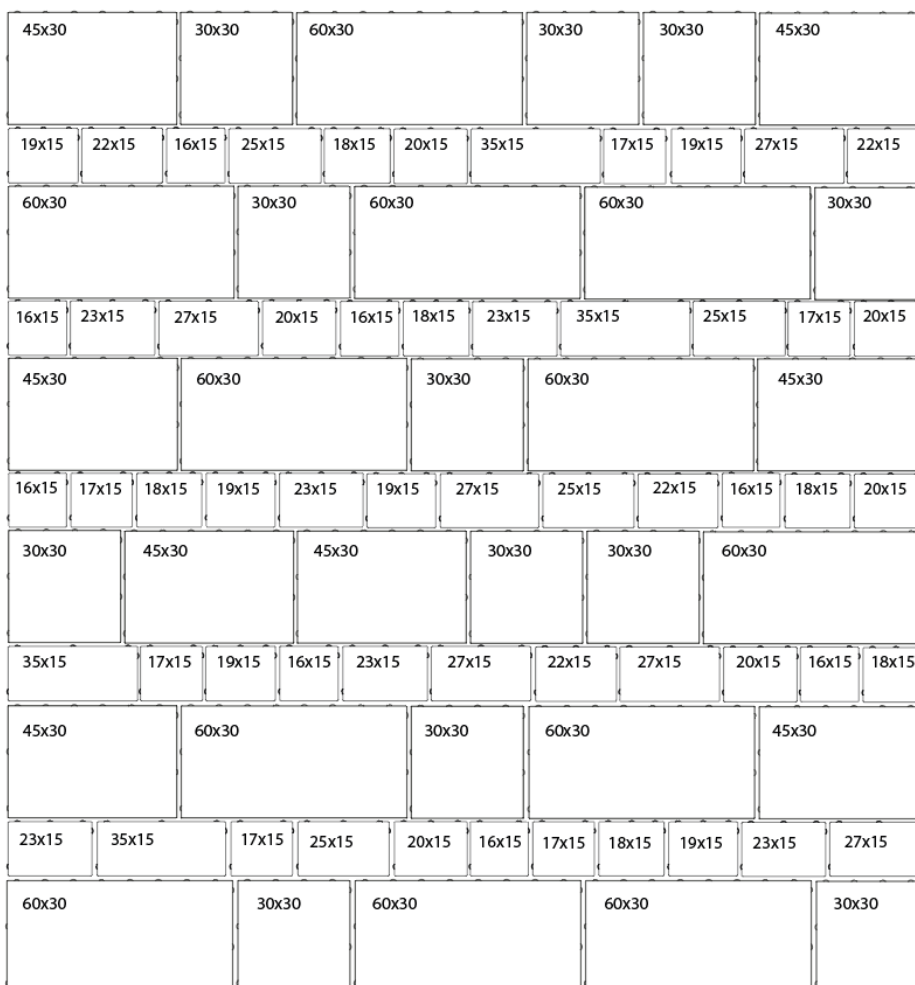 45x30 30x30 60x30 30x30 30x30 45x30
19x15 22x15 16x15 25x15 18x15 20x15 35x15 17x15 19x15 27x15 22x15
60x30 30x30 60x30 60x30 30x30
16x15 23x15 27x15 20x15 16x15 18x15 23x15 35x15 25x15 17x15 20x15
45x30 60x30 30x30 60x30 45x30
16x15 17x15 18x15 19x15 23x15 19x15 27x15 25x15 22x15 16x15 18x15 20x15
30x30 45x30 45x30 30x30 30x30 60x30
35x15 17x15 19x15 16x15 23x15 27x15 22x15 27x15 20x15 16x15 18x15
45x30 60x30 30x30 60x30 45x30
23x15 35x15 17x15 25x15 20x15 16x15 17x15 18x15 19x15 23x15 27x15
60x30 30x30 60x30 60x30 30x30